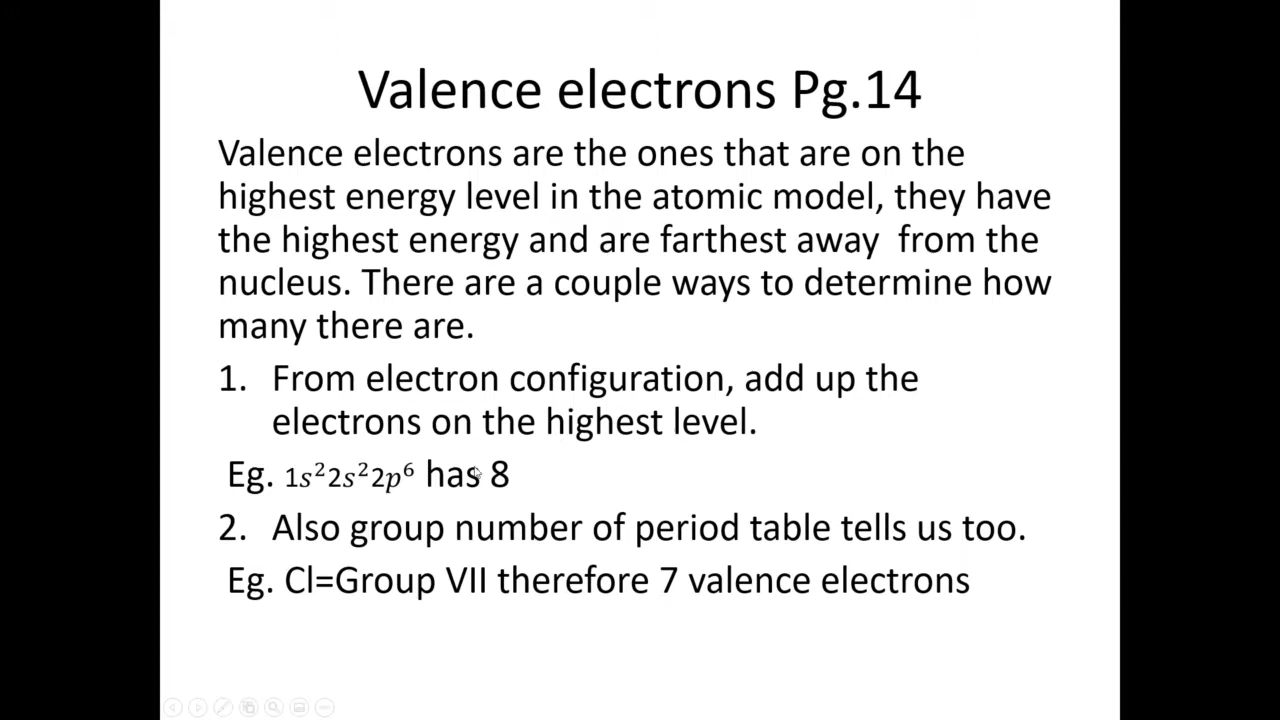 Valence electrons Pg.14
Valence electrons are the ones that are on the
highest energy level in the atomic model, they have
the highest energy and are farthest away from the
nucleus. There are a couple ways to determine how
many there are.
1. From electron configuration, add up the
electrons on the highest level.
Eg. 1s²2s²2p⁶ has 8
2. Also group number of period table tells us too.
Eg. Cl=Group VII therefore 7 valence electrons